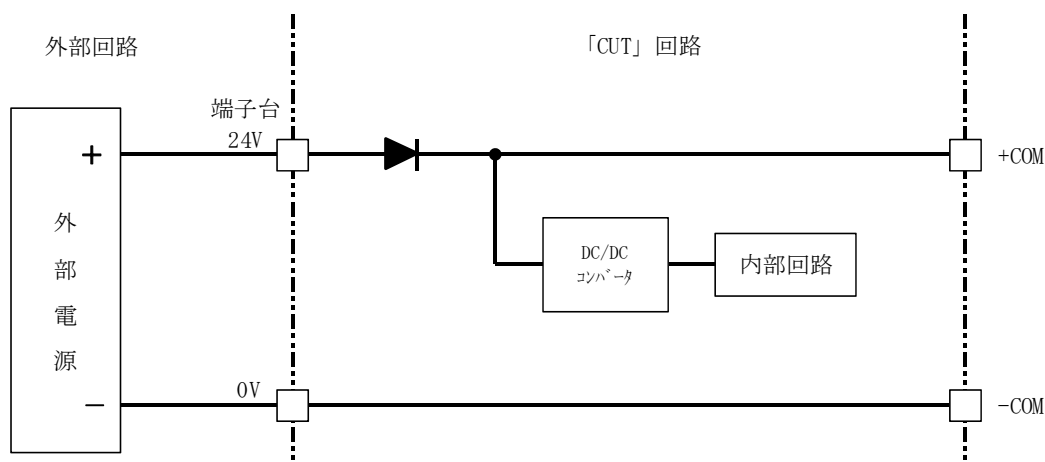 外部回路
「CUT」回路
端子台
24V
+
+COM
外
部
電
源
DC/DC
ｺﾝﾊﾞｰﾀ
内部回路
0V
−
-COM